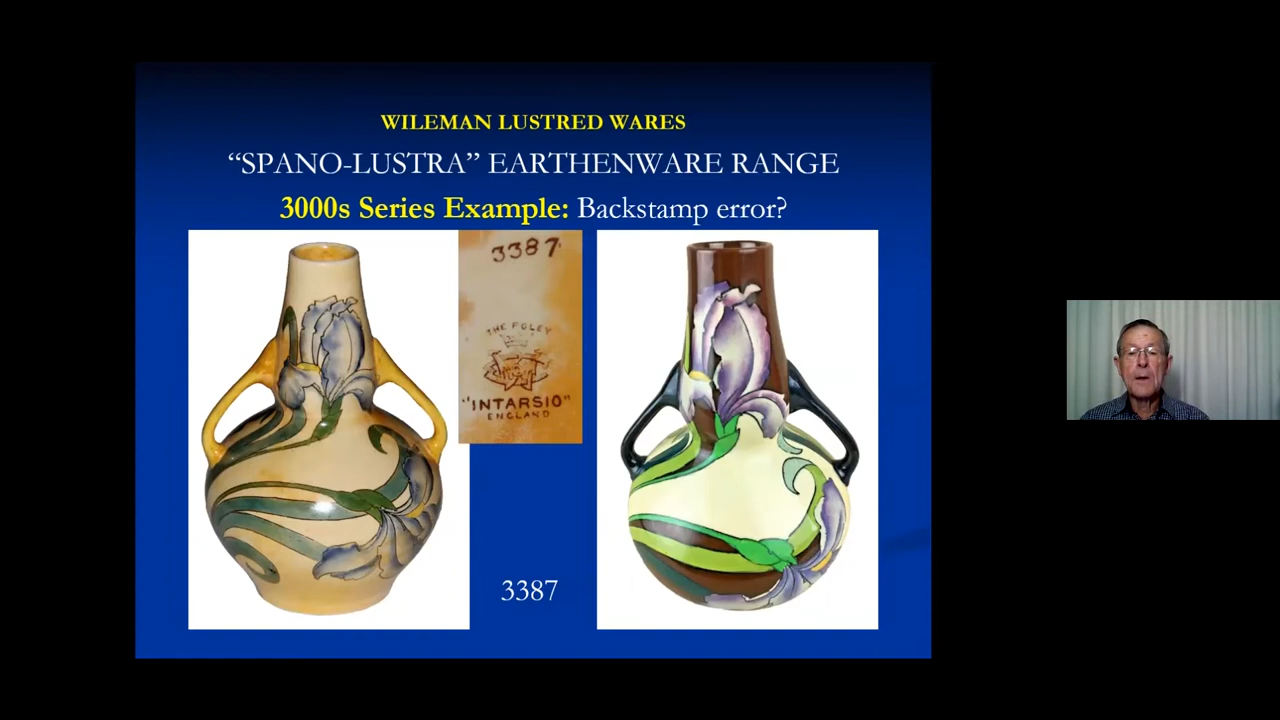 WILEMAN LUSTRED WARES
“SPANO-LUSTRA” EARTHENWARE RANGE
3000s Series Example: Backstamp error?
3387
THE FOLEY
"INTARSIO"
ENGLAND
3387